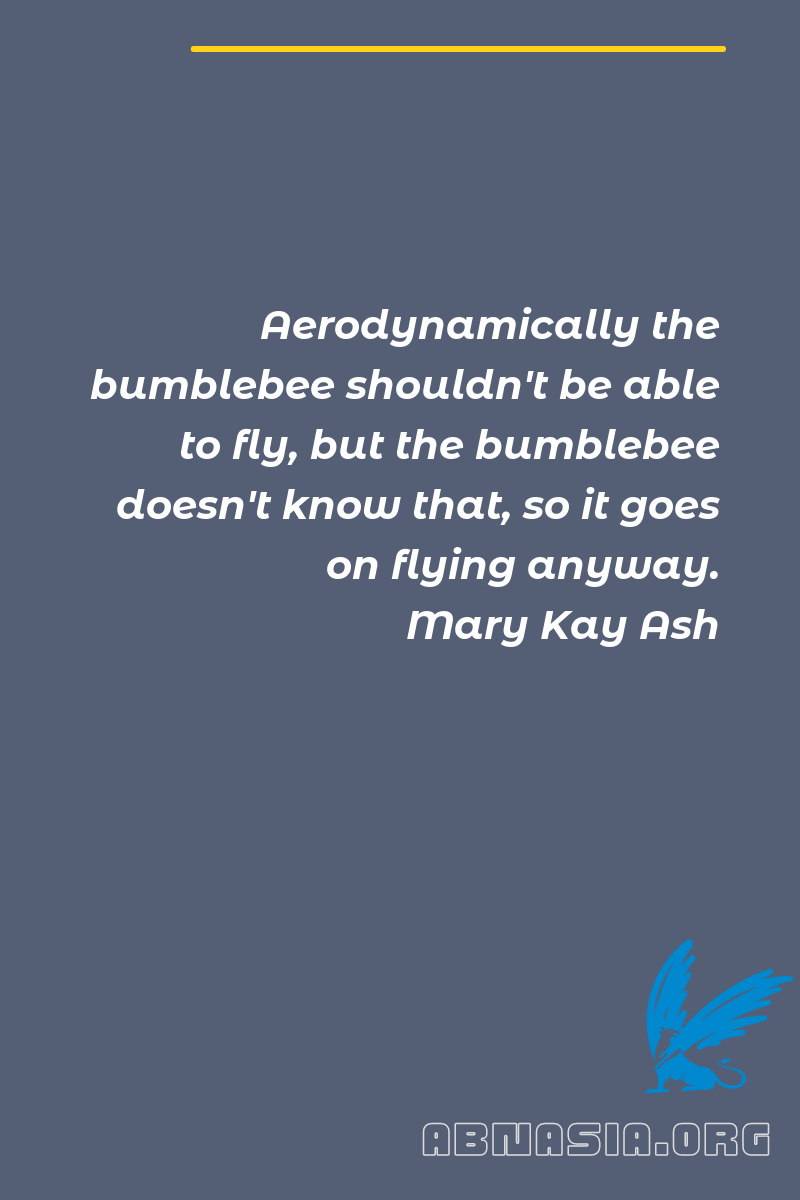 Aerodynamically the
bumblebee shouldn't be able
to fly, but the bumblebee
doesn't know that, so it goes
on flying anyway.
Mary Kay Ash
ABNASIA.ORG